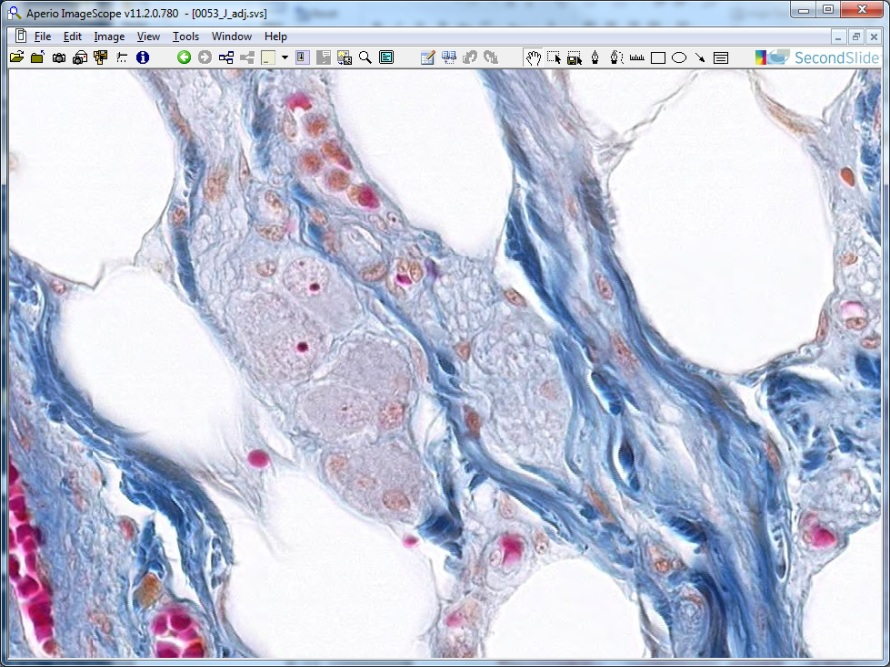 Aperio ImageScope v11.2.0.780 - [0053_J_adj.svs]
File Edit Image View Tools Window Help
SecondSlide